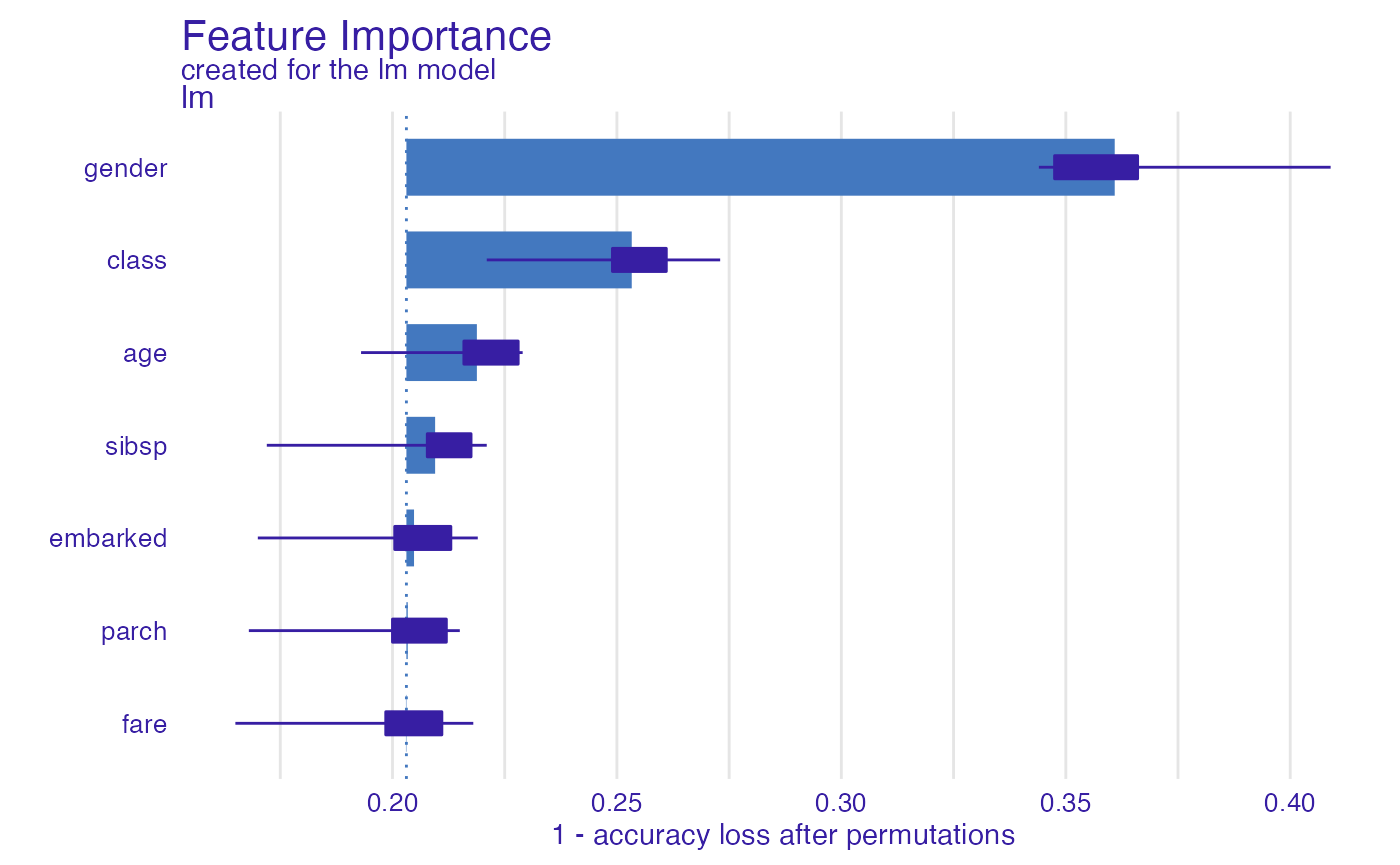 Feature Importance
created for the lm model
lm
gender
class
age
sibsp
embarked
parch
fare
0.20 0.25 0.30 0.35 0.40
1 - accuracy loss after permutations